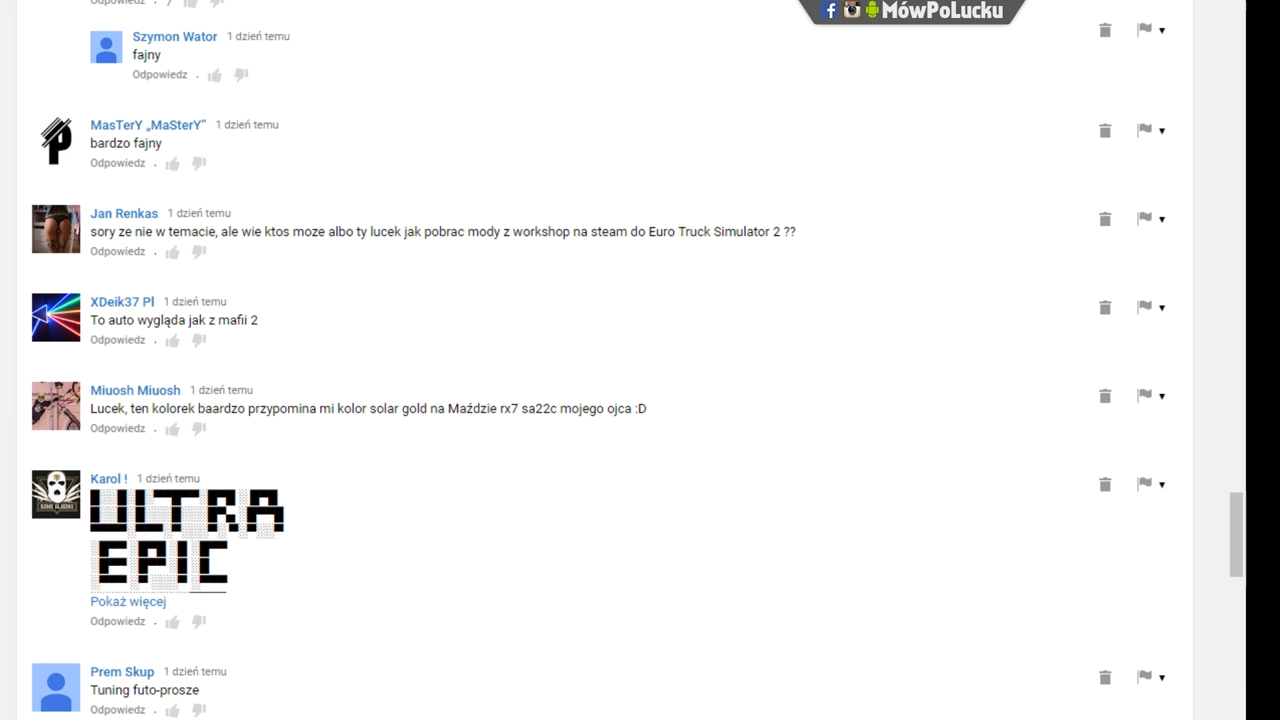 Odpowiedz . 7
MówPoLucku
Szymon Wator 1 dzień temu
fajny
Odpowiedz .
MasTerY „MaSterY” 1 dzień temu
bardzo fajny
Odpowiedz .
Jan Renkas 1 dzień temu
sory ze nie w temacie, ale wie ktos moze albo ty lucek jak pobrac mody z workshop na steam do Euro Truck Simulator 2 ??
Odpowiedz .
XDeik37 Pl 1 dzień temu
To auto wygląda jak z mafii 2
Odpowiedz .
Miuosh Miuosh 1 dzień temu
Lucek, ten kolorek baardzo przypomina mi kolor solar gold na Maździe rx7 sa22c mojego ojca :D
Odpowiedz .
Karol ! 1 dzień temu
ULTRA
EPIC
Pokaż więcej
Odpowiedz .
Prem Skup 1 dzień temu
Tuning futo-prosze
Odpowiedz .